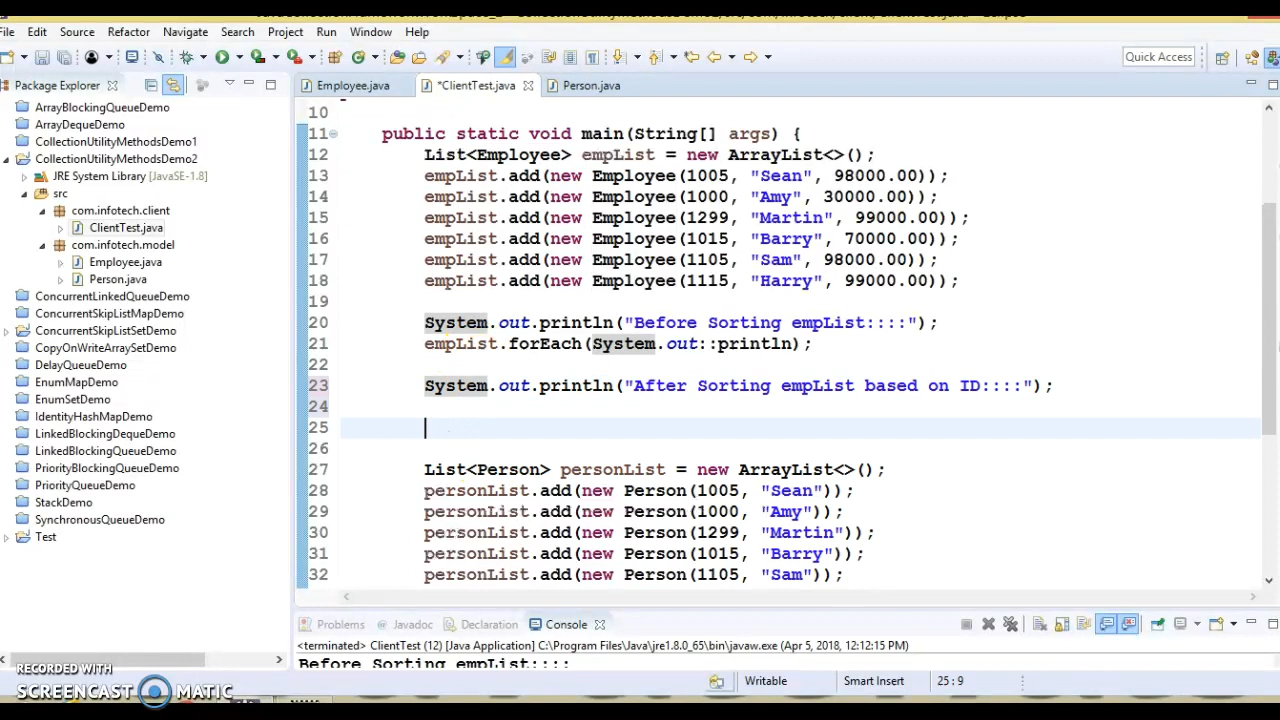 File Edit Source Refactor Navigate Search Project Run Window Help
Quick Access
Package Explorer
Employee.java *ClientTest.java Person.java
ArrayBlockingQueueDemo
ArrayDequeDemo
CollectionUtilityMethodsDemo1
CollectionUtilityMethodsDemo2
JRE System Library [JavaSE-1.8]
src
com.infotech.client
ClientTest.java
com.infotech.model
Employee.java
Person.java
ConcurrentLinkedQueueDemo
ConcurrentSkipListMapDemo
ConcurrentSkipListSetDemo
CopyOnWriteArraySetDemo
DelayQueueDemo
EnumMapDemo
EnumSetDemo
IdentityHashMapDemo
LinkedBlockingDequeDemo
LinkedBlockingQueueDemo
PriorityBlockingQueueDemo
PriorityQueueDemo
StackDemo
SynchronousQueueDemo
Test
10
11 public static void main(String[] args) {
12 List<Employee> empList = new ArrayList<>();
13 empList.add(new Employee(1005, "Sean", 98000.00));
14 empList.add(new Employee(1000, "Amy", 30000.00));
15 empList.add(new Employee(1299, "Martin", 99000.00));
16 empList.add(new Employee(1015, "Barry", 70000.00));
17 empList.add(new Employee(1105, "Sam", 98000.00));
18 empList.add(new Employee(1115, "Harry", 99000.00));
19
20 System.out.println("Before Sorting empList::::");
21 empList.forEach(System.out::println);
22
23 System.out.println("After Sorting empList based on ID::::");
24
25
26
27 List<Person> personList = new ArrayList<>();
28 personList.add(new Person(1005, "Sean"));
29 personList.add(new Person(1000, "Amy"));
30 personList.add(new Person(1299, "Martin"));
31 personList.add(new Person(1015, "Barry"));
32 personList.add(new Person(1105, "Sam"));
Problems Javadoc Declaration Console
<terminated> ClientTest (12) [Java Application] C:\Program Files\Java\jre1.8.0_65\bin\javaw.exe (Apr 5, 2018, 12:12:15 PM)
Before Sorting empList::::
RECORDED WITH
SCREENCAST MATIC
Writable Smart Insert 25 : 9